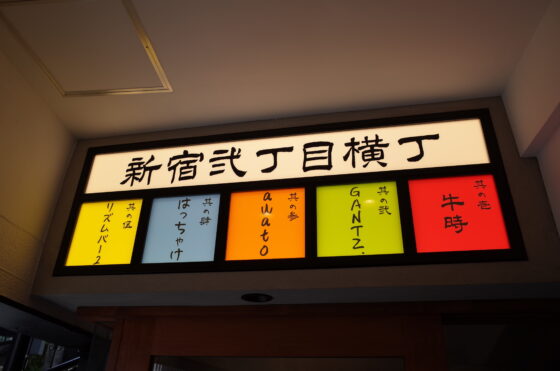 新宿弐丁目横丁
其の壱
牛時
其の弐
GANTZ.
其の参
amato
其の肆
はっちゃけ
其の伍
リズムバー2